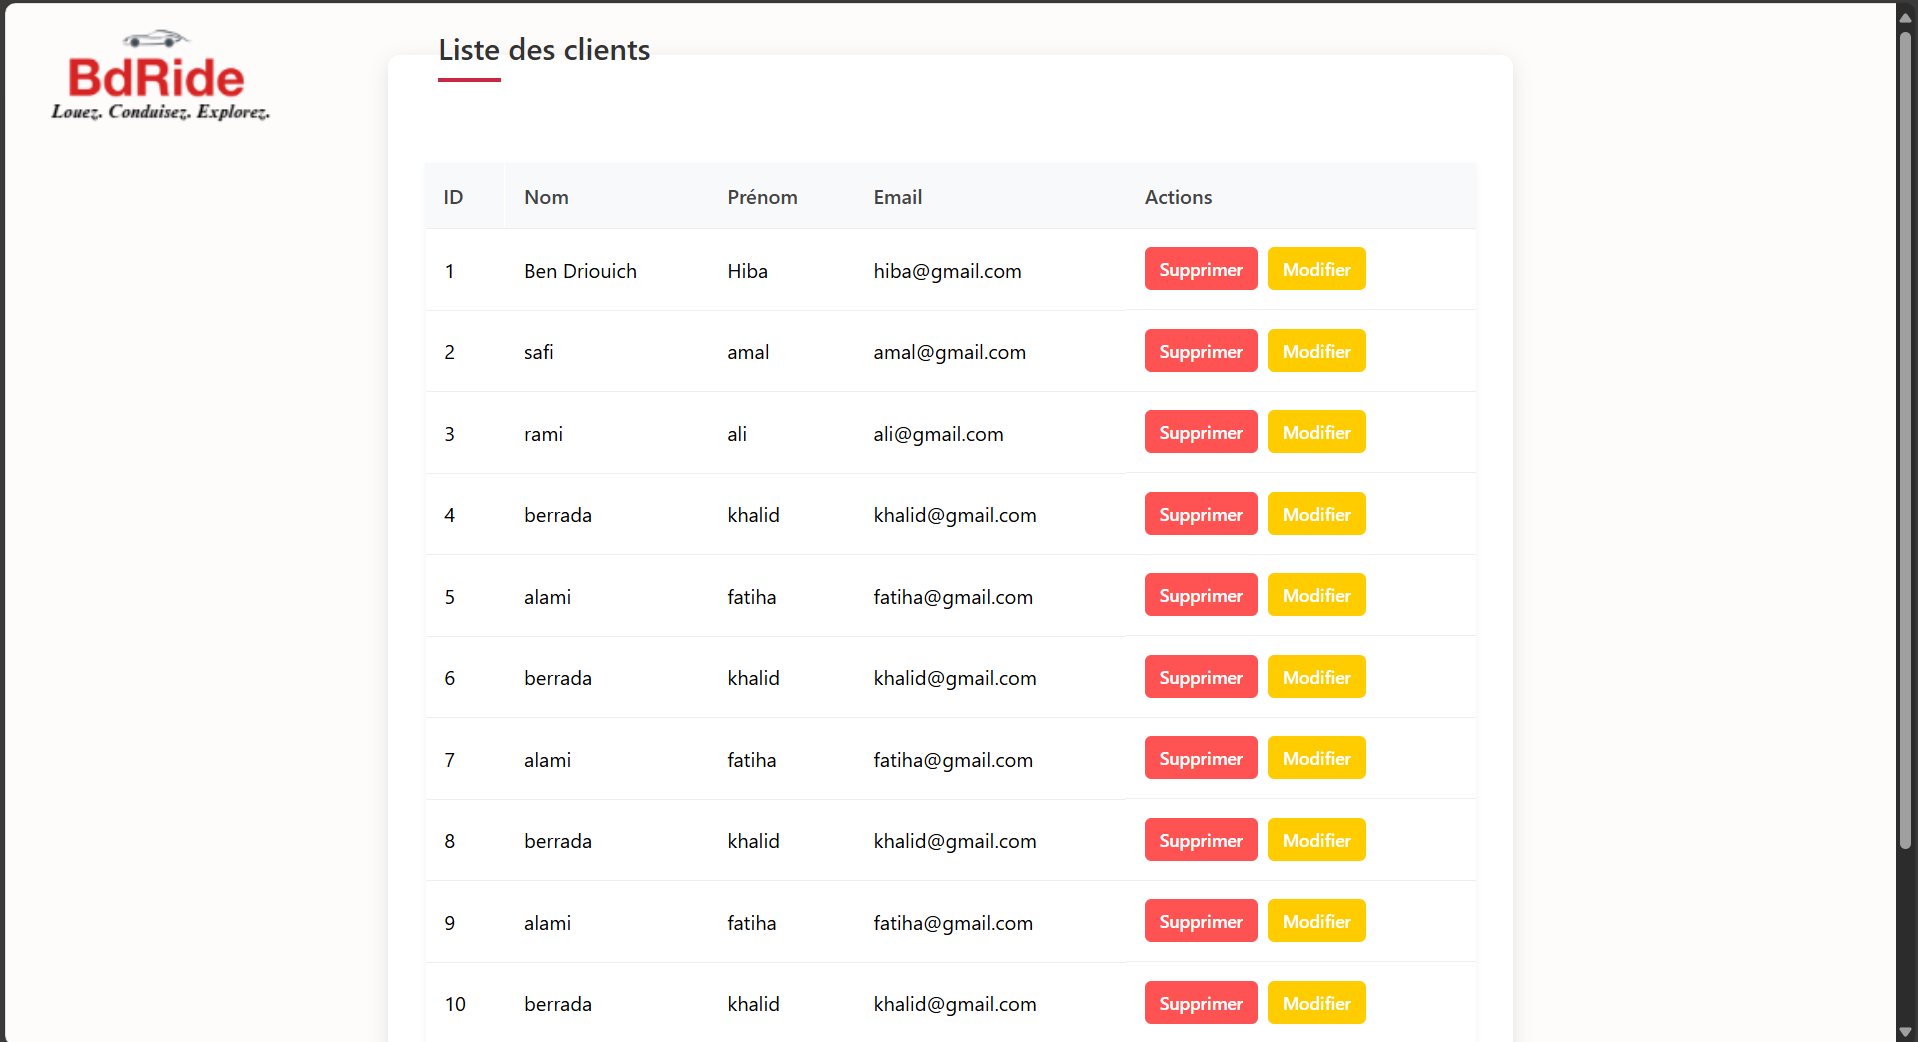 BdRide
Louez. Conduisez. Explorez.
Liste des clients
ID Nom Prénom Email Actions
1 Ben Driouich Hiba hiba@gmail.com Supprimer Modifier
2 safi amal amal@gmail.com Supprimer Modifier
3 rami ali ali@gmail.com Supprimer Modifier
4 berrada khalid khalid@gmail.com Supprimer Modifier
5 alami fatiha fatiha@gmail.com Supprimer Modifier
6 berrada khalid khalid@gmail.com Supprimer Modifier
7 alami fatiha fatiha@gmail.com Supprimer Modifier
8 berrada khalid khalid@gmail.com Supprimer Modifier
9 alami fatiha fatiha@gmail.com Supprimer Modifier
10 berrada khalid khalid@gmail.com Supprimer Modifier